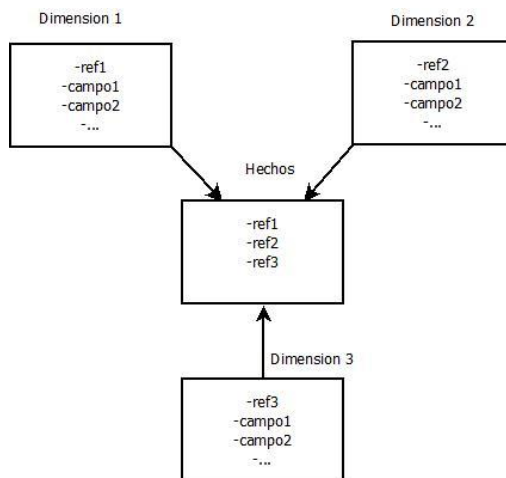 Dimension 1
-ref1
-campo1
-campo2
-...
Dimension 2
-ref2
-campo1
-campo2
-...
Hechos
-ref1
-ref2
-ref3
Dimension 3
-ref3
-campo1
-campo2
-...